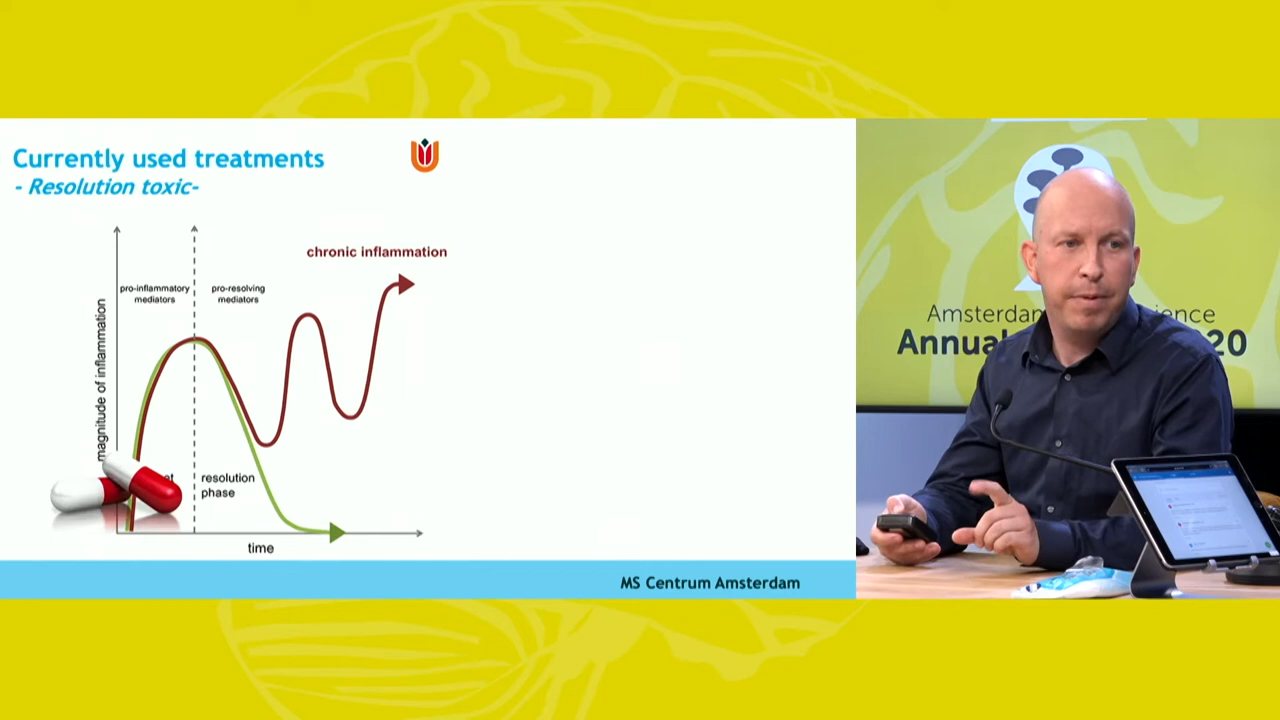 Currently used treatments
- Resolution toxic-
chronic inflammation
pro-inflammatory
mediators
pro-resolving
mediators
magnitude of inflammation
resolution
phase
time
MS Centrum Amsterdam
Amsterdam
Annual
20